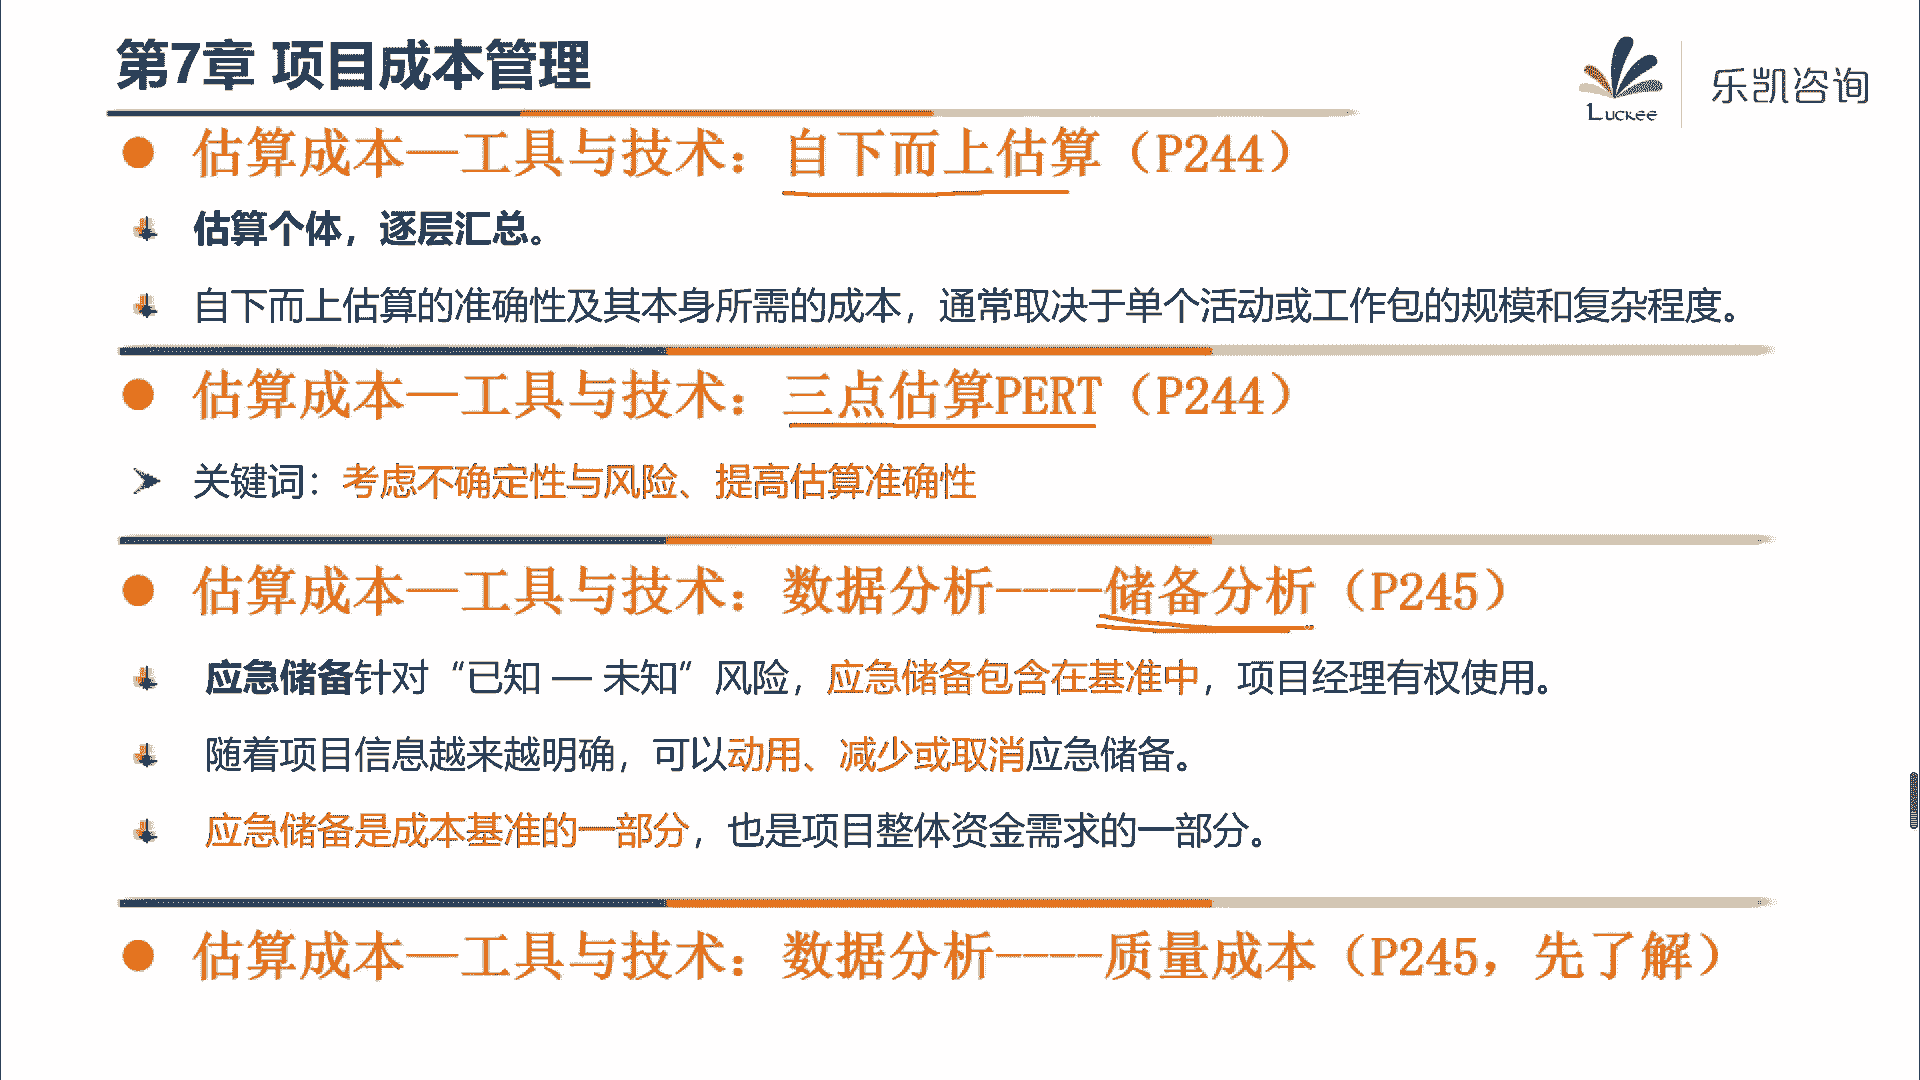 第7章 项目成本管理
Luckee
乐凯咨询
估算成本—工具与技术：自下而上估算（P244）
估算个体，逐层汇总。
自下而上估算的准确性及其本身所需的成本，通常取决于单个活动或工作包的规模和复杂程度。
估算成本—工具与技术：三点估算PERT（P244）
关键词：考虑不确定性与风险、提高估算准确性
估算成本—工具与技术：数据分析----储备分析（P245）
应急储备针对“已知 — 未知”风险，应急储备包含在基准中，项目经理有权使用。
随着项目信息越来越明确，可以动用、减少或取消应急储备。
应急储备是成本基准的一部分，也是项目整体资金需求的一部分。
估算成本—工具与技术：数据分析----质量成本（P245，先了解）